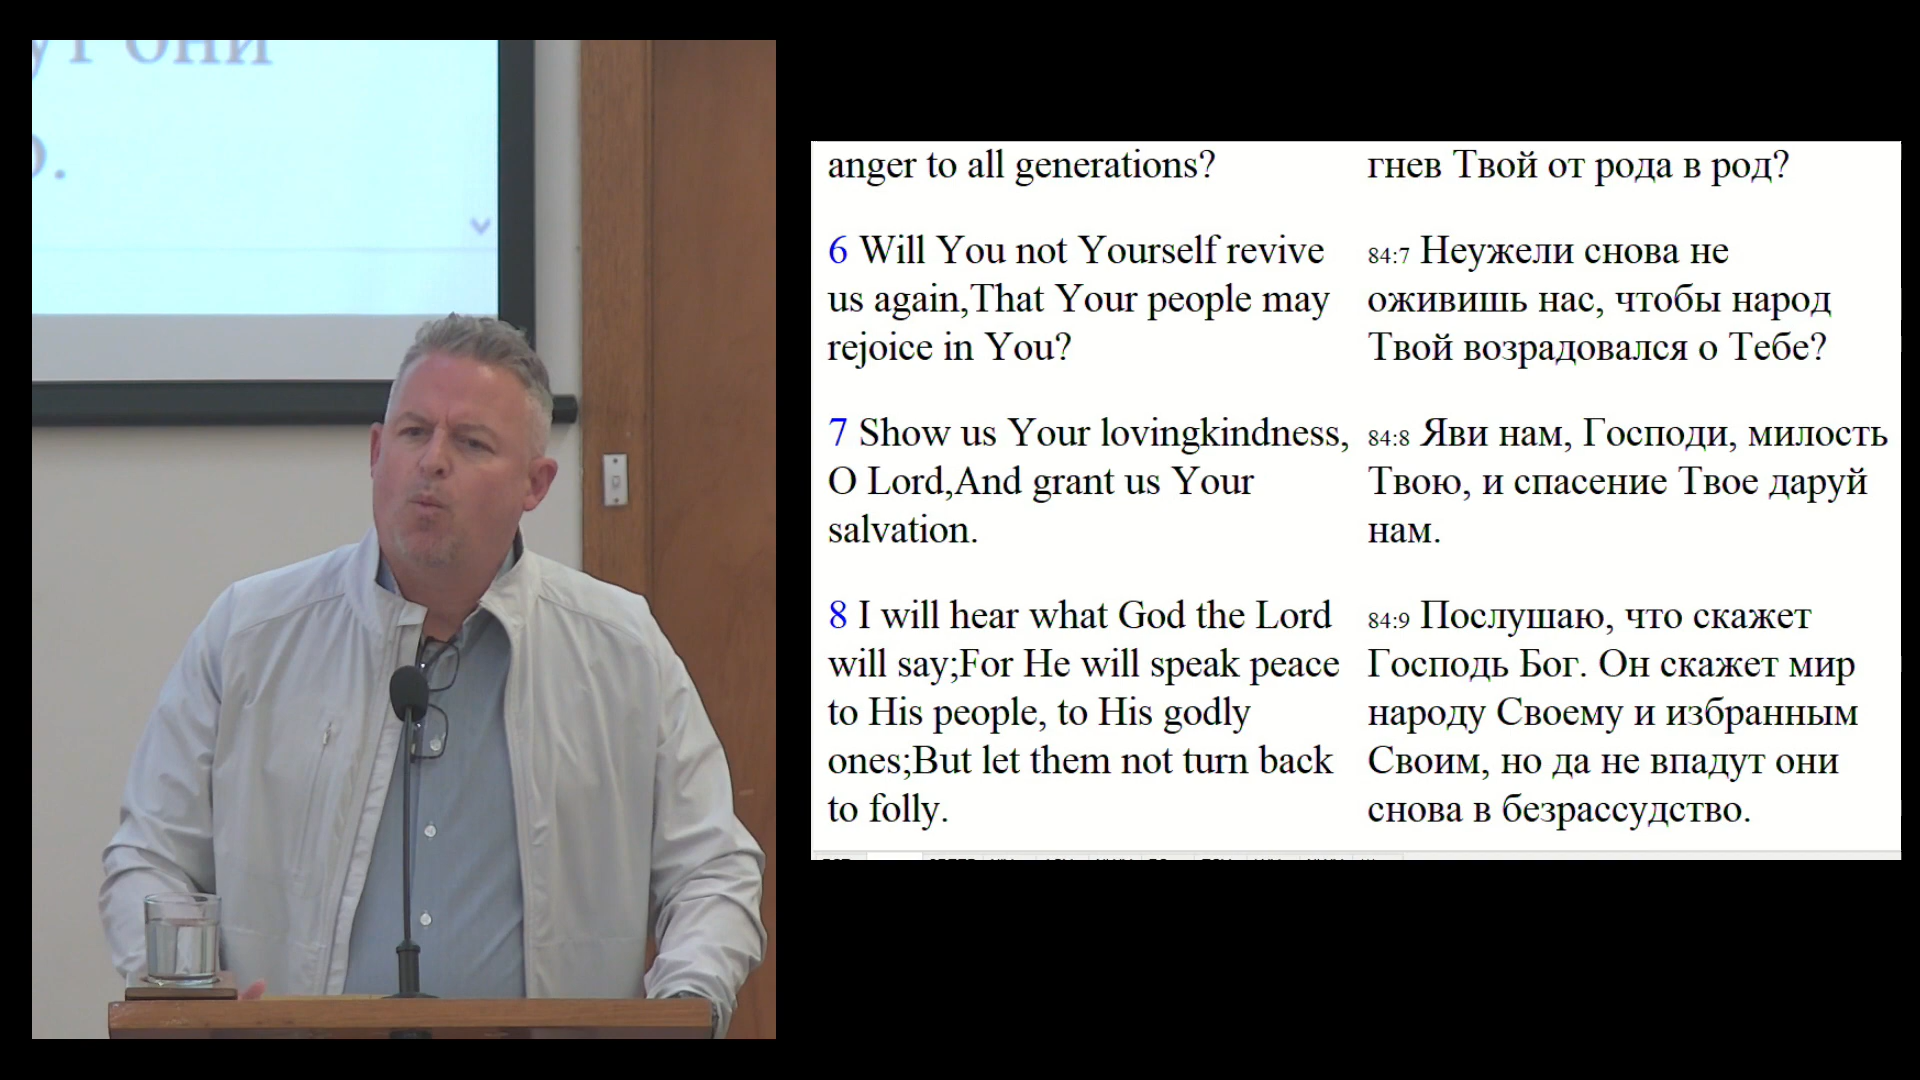 ут они
.
anger to all generations?
6 Will You not Yourself revive
us again,That Your people may
rejoice in You?
7 Show us Your lovingkindness,
O Lord,And grant us Your
salvation.
8 I will hear what God the Lord
will say;For He will speak peace
to His people, to His godly
ones;But let them not turn back
to folly.
гнев Твой от рода в род?
84:7 Неужели снова не
оживишь нас, чтобы народ
Твой возрадовался о Тебе?
84:8 Яви нам, Господи, милость
Твою, и спасение Твое даруй
нам.
84:9 Послушаю, что скажет
Господь Бог. Он скажет мир
народу Своему и избранным
Своим, но да не впадут они
снова в безрассудство.